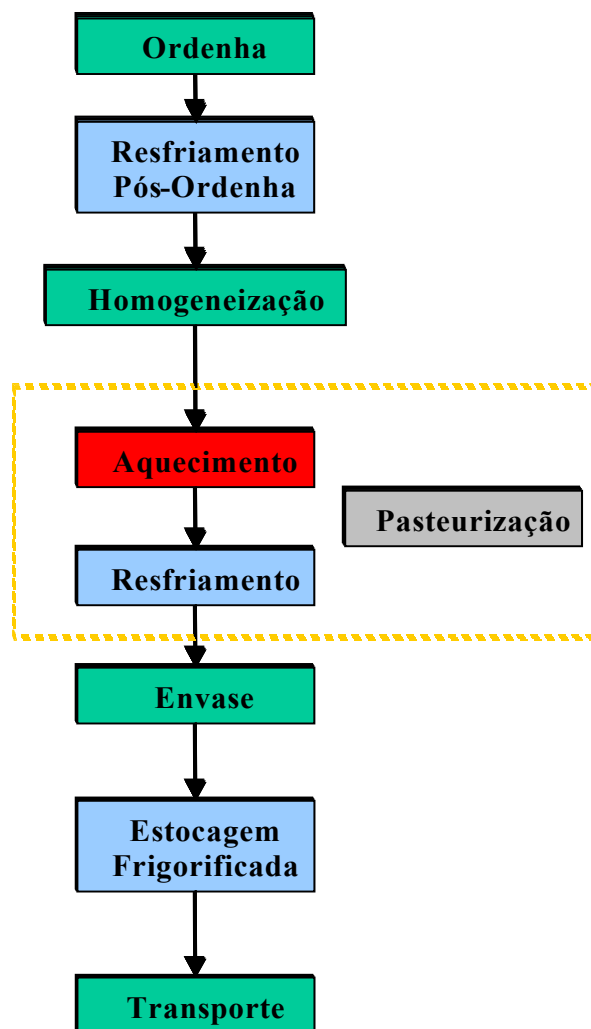 Ordenha
Resfriamento
Pós-Ordenha
Homogeneização
Aquecimento
Pasteurização
Resfriamento
Envase
Estocagem
Frigorificada
Transporte